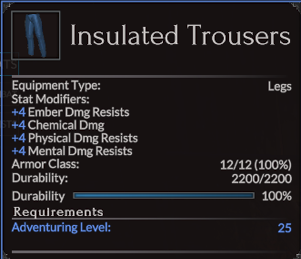 Insulated Trousers
Equipment Type: Legs
Stat Modifiers:
+4 Ember Dmg Resists
+4 Chemical Dmg
+4 Physical Dmg Resists
+4 Mental Dmg Resists
Armor Class: 12/12 (100%)
Durability: 2200/2200
Durability 100%
Requirements
Adventuring Level: 25